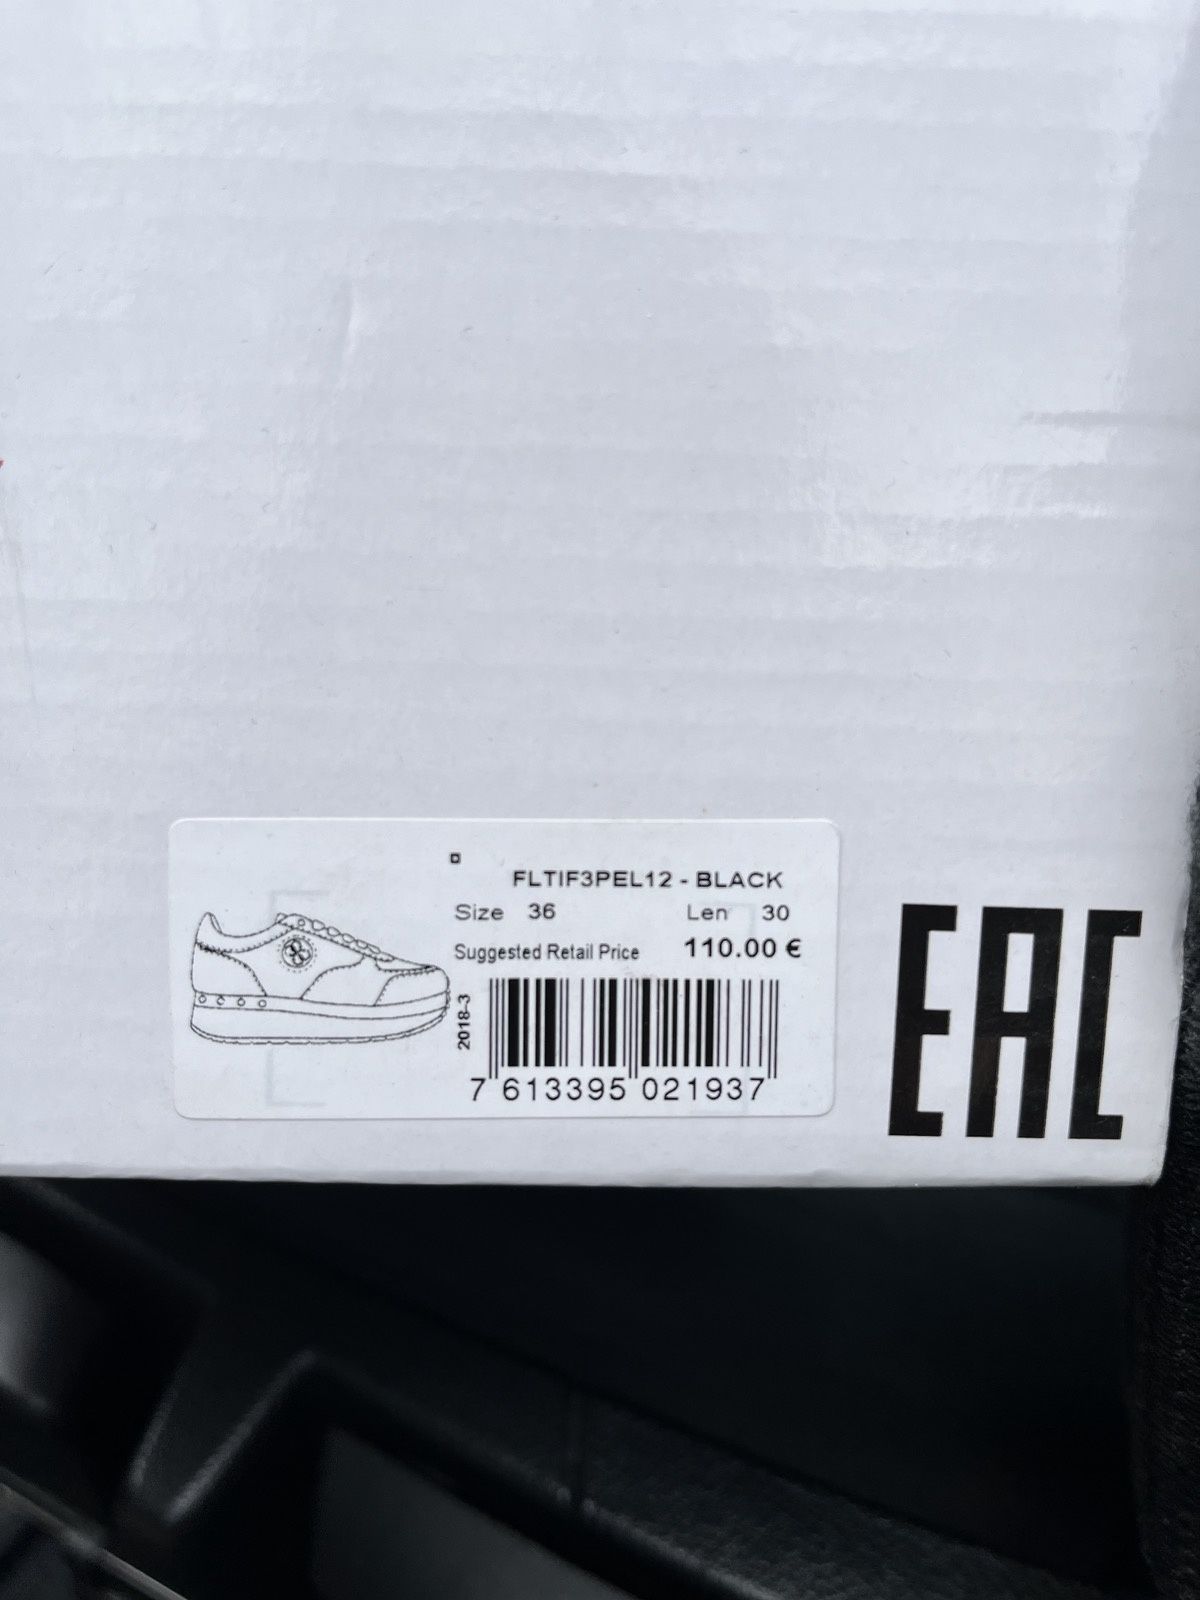 FLTIF3PEL12 - BLACK
Size 36 Len 30
Suggested Retail Price 110.00 €
2018-3
7 613395 021937
EAC